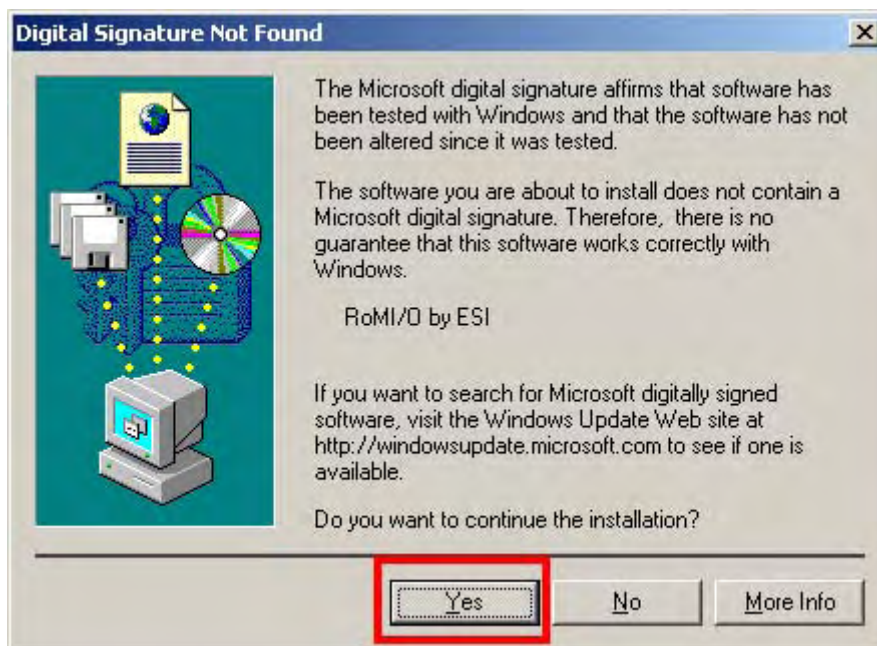 Digital Signature Not Found
The Microsoft digital signature affirms that software has
been tested with Windows and that the software has not
been altered since it was tested.
The software you are about to install does not contain a
Microsoft digital signature. Therefore, there is no
guarantee that this software works correctly with
Windows.
RoMI/O by ESI
If you want to search for Microsoft digitally signed
software, visit the Windows Update Web site at
http://windowsupdate.microsoft.com to see if one is
available.
Do you want to continue the installation?
Yes No More Info